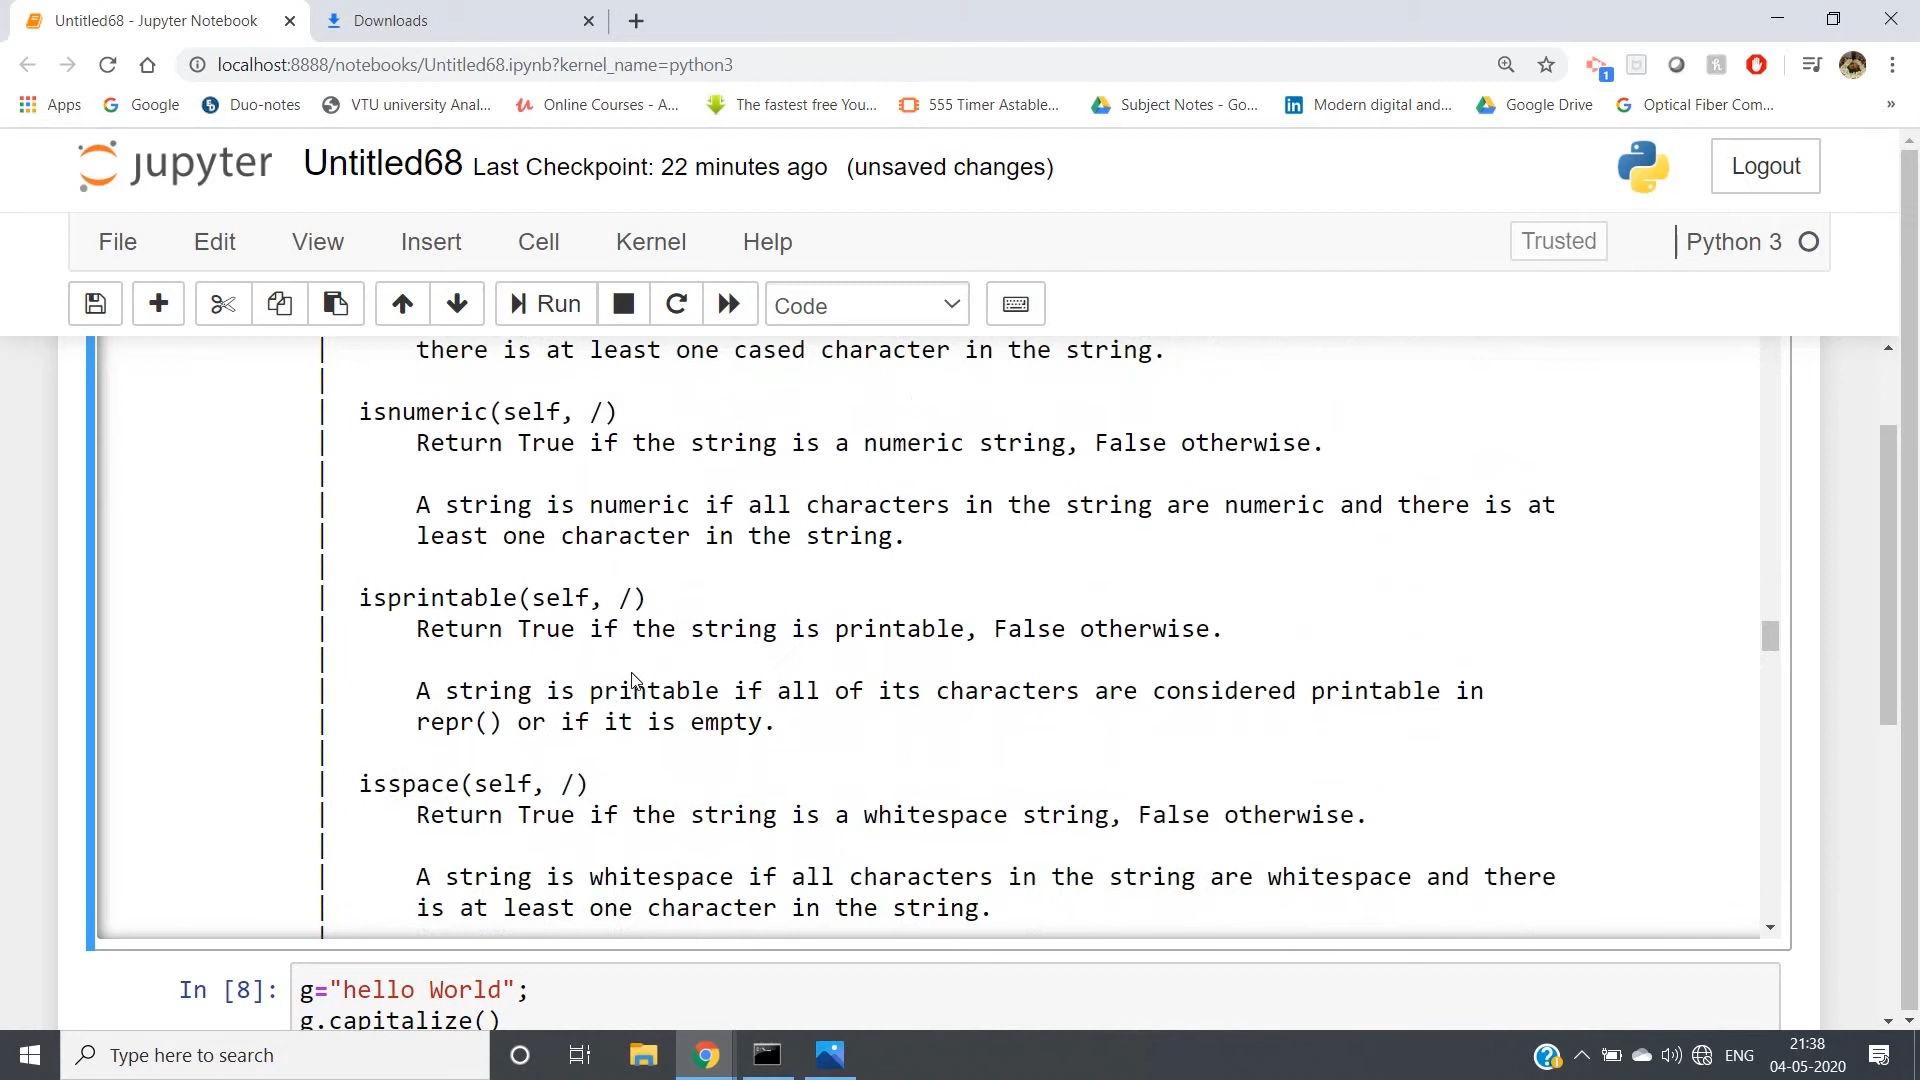 Untitled68 - Jupyter Notebook
Downloads
localhost:8888/notebooks/Untitled68.ipynb?kernel_name=python3
1
Apps
Google
Duo-notes
VTU university Anal...
Online Courses - A...
The fastest free You...
555 Timer Astable...
Subject Notes - Go...
Modern digital and...
Google Drive
Optical Fiber Com...
»
jupyter Untitled68 Last Checkpoint: 22 minutes ago (unsaved changes)
Logout
File Edit View Insert Cell Kernel Help
Trusted
Python 3
Run
Code
there is at least one cased character in the string.
|
| isnumeric(self, /)
| Return True if the string is a numeric string, False otherwise.
|
| A string is numeric if all characters in the string are numeric and there is at
| least one character in the string.
|
| isprintable(self, /)
| Return True if the string is printable, False otherwise.
|
| A string is printable if all of its characters are considered printable in
| repr() or if it is empty.
|
| isspace(self, /)
| Return True if the string is a whitespace string, False otherwise.
|
| A string is whitespace if all characters in the string are whitespace and there
| is at least one character in the string.
|
In [8]: g="hello World";
g.capitalize()
Type here to search
ENG
21:38
04-05-2020